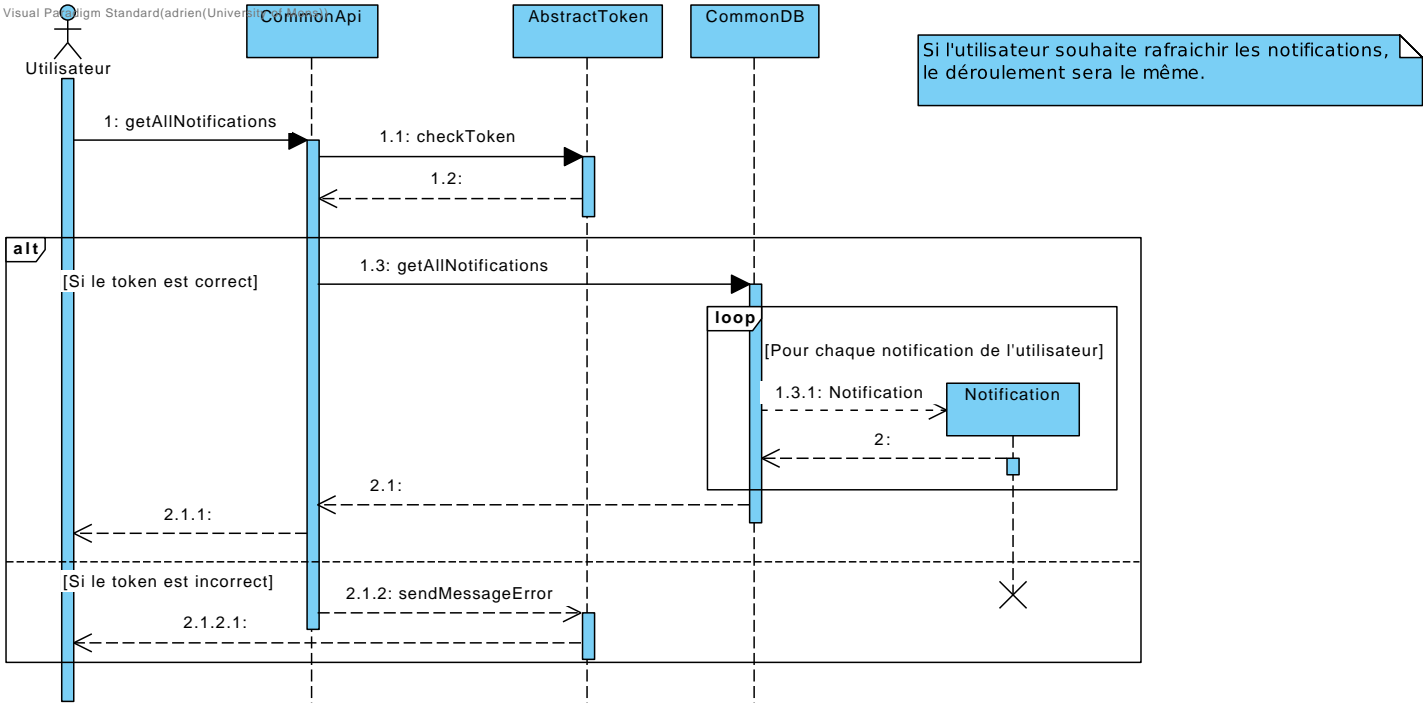 Visual Paradigm Standard(adrien(University of Mons))
CommonApi
AbstractToken
CommonDB
Utilisateur
Si l'utilisateur souhaite rafraichir les notifications,
le déroulement sera le même.
1: getAllNotifications
1.1: checkToken
1.2:
alt
[Si le token est correct]
1.3: getAllNotifications
loop
[Pour chaque notification de l'utilisateur]
1.3.1: Notification
Notification
2:
2.1:
2.1.1:
[Si le token est incorrect]
2.1.2: sendMessageError
2.1.2.1: